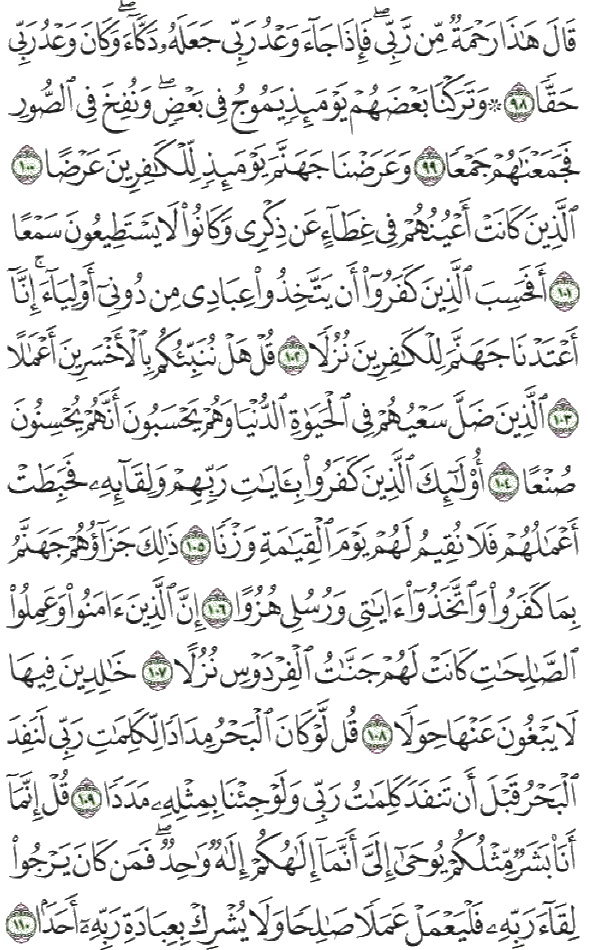 قَالَ هَٰذَا رَحْمَةٌ مِّن رَّبِّي ۖ فَإِذَا جَآءَ وَعْدُ رَبِّي جَعَلَهُۥ دَكَّآءَ ۖ وَكَانَ وَعْدُ رَبِّي
حَقًّا ٩٨ ۞ وَتَرَكْنَا بَعْضَهُمْ يَوْمَئِذٍ يَمُوجُ فِي بَعْضٍ ۖ وَنُفِخَ فِي ٱلصُّورِ
فَجَمَعْنَٰهُمْ جَمْعًا ٩٩ وَعَرَضْنَا جَهَنَّمَ يَوْمَئِذٍ لِّلْكَٰفِرِينَ عَرْضًا ١٠٠
ٱلَّذِينَ كَانَتْ أَعْيُنُهُمْ فِي غِطَآءٍ عَن ذِكْرِي وَكَانُوا۟ لَا يَسْتَطِيعُونَ سَمْعًا
١٠١ أَفَحَسِبَ ٱلَّذِينَ كَفَرُوٓا۟ أَن يَتَّخِذُوا۟ عِبَادِي مِن دُونِيٓ أَوْلِيَآءَ ۚ إِنَّآ
أَعْتَدْنَا جَهَنَّمَ لِلْكَٰفِرِينَ نُزُلًا ١٠٢ قُلْ هَلْ نُنَبِّئُكُم بِٱلْأَخْسَرِينَ أَعْمَٰلًا
١٠٣ ٱلَّذِينَ ضَلَّ سَعْيُهُمْ فِي ٱلْحَيَوٰةِ ٱلدُّنْيَا وَهُمْ يَحْسَبُونَ أَنَّهُمْ يُحْسِنُونَ
صُنْعًا ١٠٤ أُو۟لَٰٓئِكَ ٱلَّذِينَ كَفَرُوا۟ بِـَٔايَٰتِ رَبِّهِمْ وَلِقَآئِهِۦ فَحَبِطَتْ
أَعْمَٰلُهُمْ فَلَا نُقِيمُ لَهُمْ يَوْمَ ٱلْقِيَٰمَةِ وَزْنًا ١٠٥ ذَٰلِكَ جَزَآؤُهُمْ جَهَنَّمُ
بِمَا كَفَرُوا۟ وَٱتَّخَذُوٓا۟ ءَايَٰتِي وَرُسُلِي هُزُوًا ١٠٦ إِنَّ ٱلَّذِينَ ءَامَنُوا۟ وَعَمِلُوا۟
ٱلصَّٰلِحَٰتِ كَانَتْ لَهُمْ جَنَّٰتُ ٱلْفِرْدَوْسِ نُزُلًا ١٠٧ خَٰلِدِينَ فِيهَا
لَا يَبْغُونَ عَنْهَا حِوَلًا ١٠٨ قُل لَّوْ كَانَ ٱلْبَحْرُ مِدَادًا لِّكَلِمَٰتِ رَبِّي لَنَفِدَ
ٱلْبَحْرُ قَبْلَ أَن تَنفَدَ كَلِمَٰتُ رَبِّي وَلَوْ جِئْنَا بِمِثْلِهِۦ مَدَدًا ١٠٩ قُلْ إِنَّمَآ
أَنَا۠ بَشَرٌ مِّثْلُكُمْ يُوحَىٰٓ إِلَيَّ أَنَّمَآ إِلَٰهُكُمْ إِلَٰهٌ وَٰحِدٌ ۖ فَمَن كَانَ يَرْجُوا۟
لِقَآءَ رَبِّهِۦ فَلْيَعْمَلْ عَمَلًا صَٰلِحًا وَلَا يُشْرِكْ بِعِبَادَةِ رَبِّهِۦٓ أَحَدًۢا ١١٠